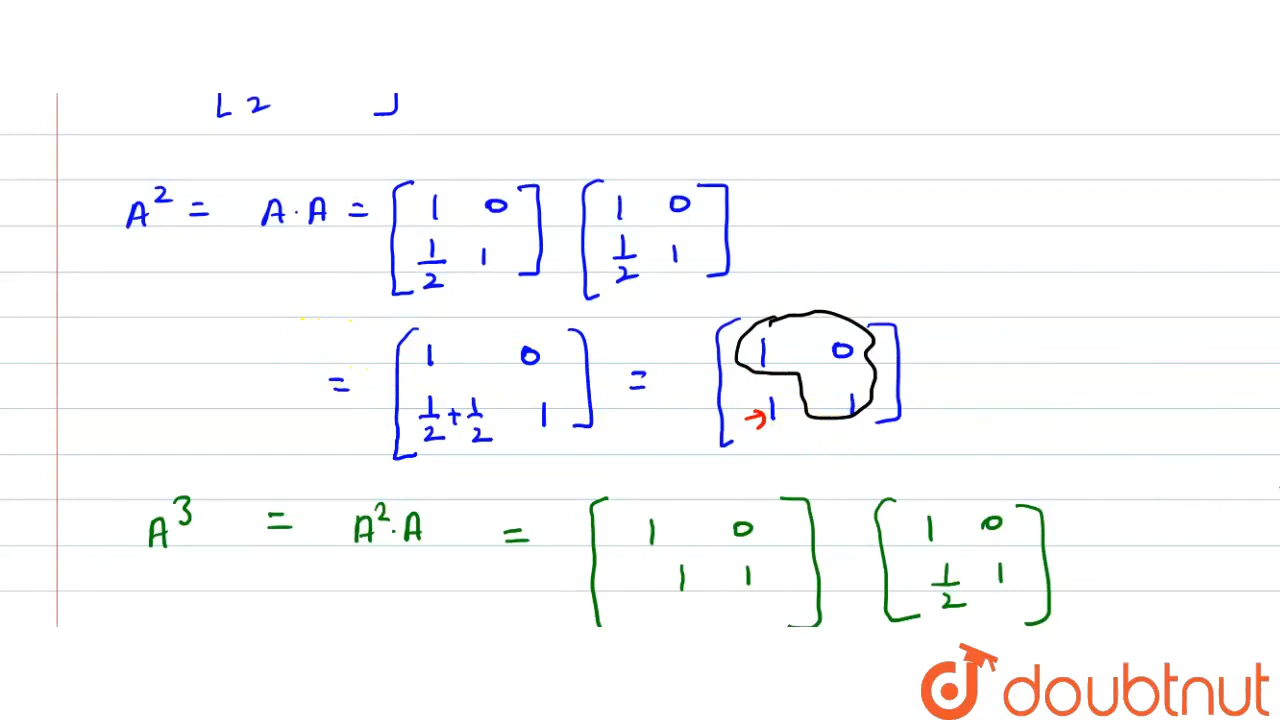 [ 2 ]
A² = A·A = [1 0; 1/2 1] [1 0; 1/2 1]
= [1 0; 1/2+1/2 1] = [1 0; →1 1]
A³ = A²·A = [1 0; 1 1] [1 0; 1/2 1]
doubtnut